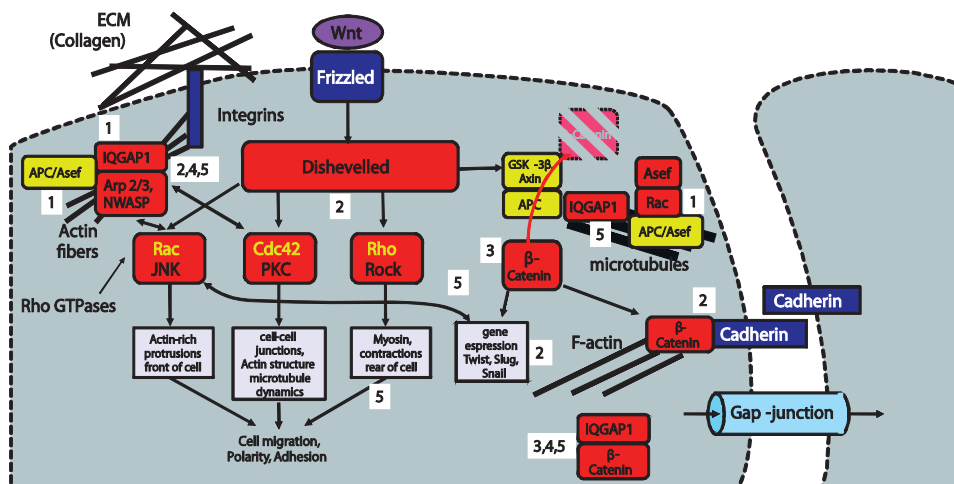 ECM
(Collagen)
Wnt
Frizzled
Integrins
1
IQGAP1
2,4,5
APC/Asef
Arp 2/3,
NWASP
1
Actin
fibers
Dishevelled
2
GSK -3β
Axin
APC
Catenin
IQGAP1
5
Asef
Rac
1
APC/Asef
microtubules
Rac
JNK
Cdc42
PKC
Rho
Rock
3
β-
Catenin
5
Rho GTPases
Actin-rich
protrusions
front of cell
cell-cell
junctions,
Actin structure
microtubule
dynamics
Myosin,
contractions
rear of cell
5
gene
espression
Twist, Slug,
Snail
2
F-actin
2
β-
Catenin
Cadherin
Cadherin
Gap -junction
Cell migration,
Polarity, Adhesion
3,4,5
IQGAP1
β-
Catenin